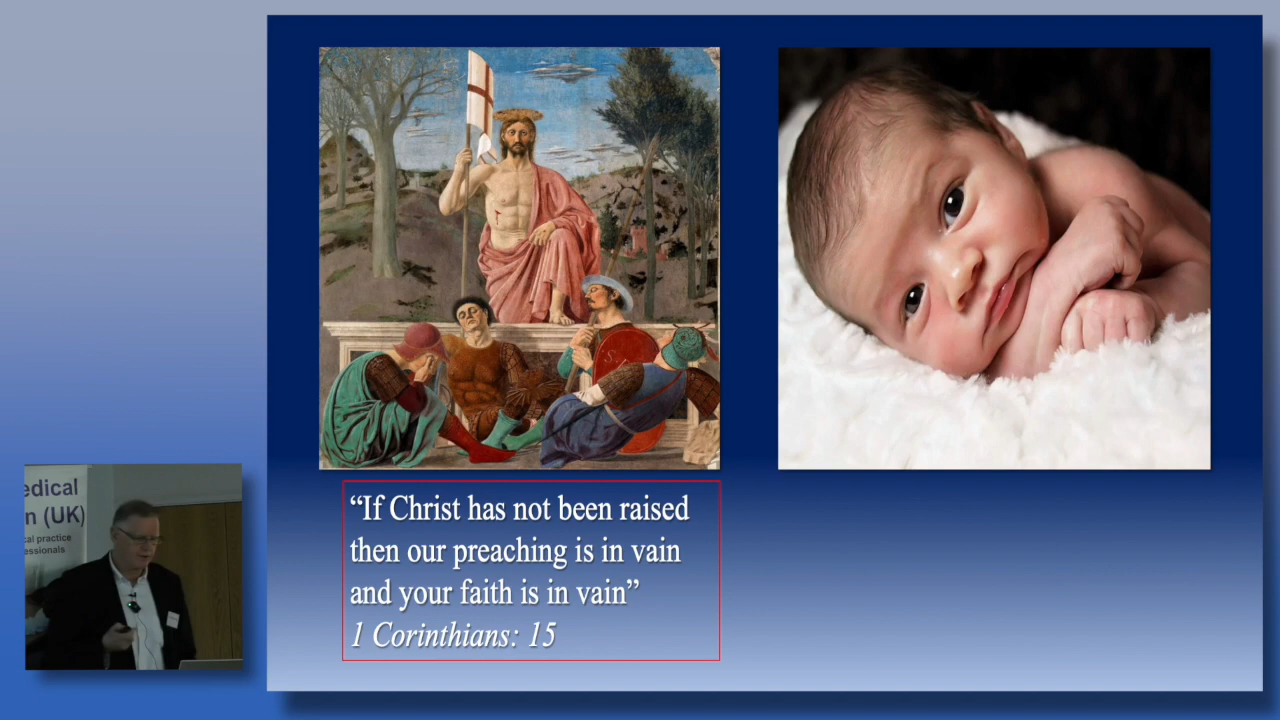 “If Christ has not been raised
then our preaching is in vain
and your faith is in vain”
1 Corinthians: 15
edical
n (UK)
cal practice
essionals